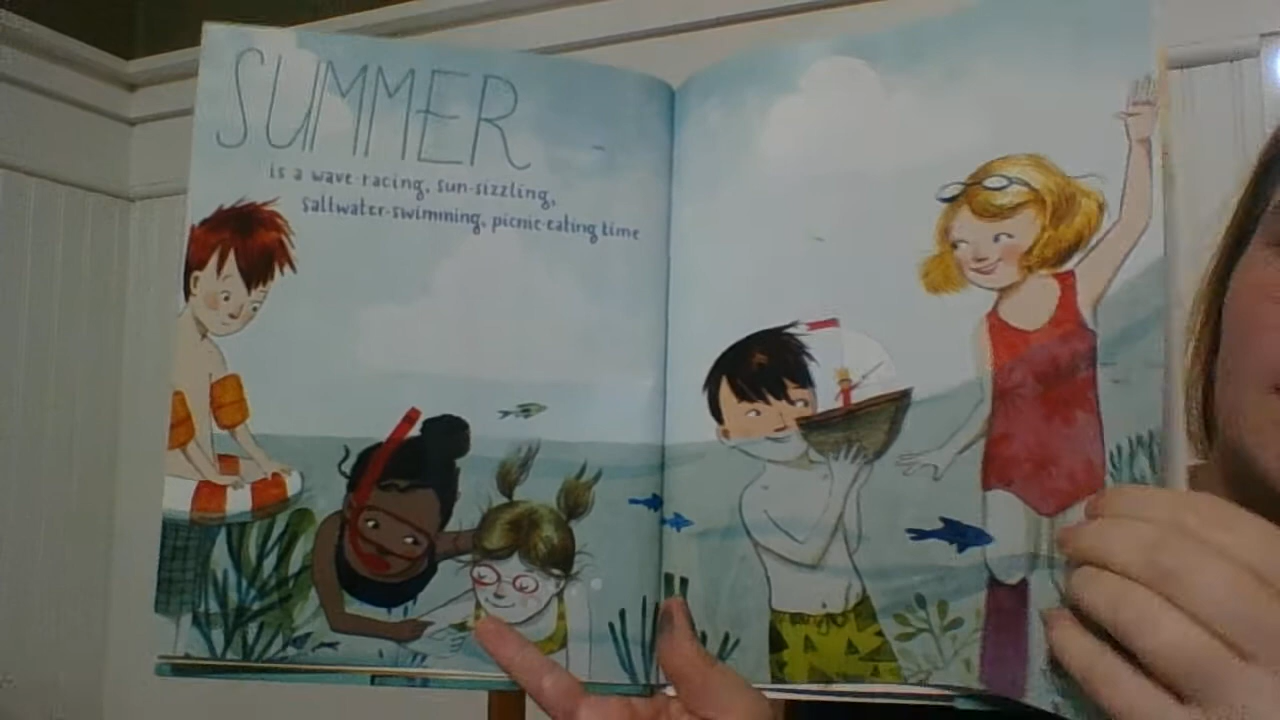 SUMMER
is a wave-racing, sun-sizzling,
saltwater-swimming, picnic-eating time